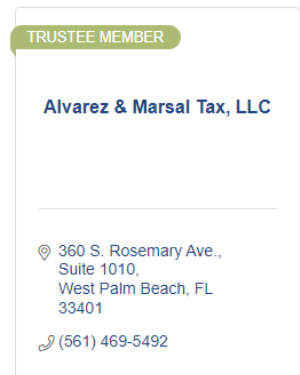 TRUSTEE MEMBER
Alvarez & Marsal Tax, LLC
360 S. Rosemary Ave.,
Suite 1010,
West Palm Beach, FL
33401
(561) 469-5492